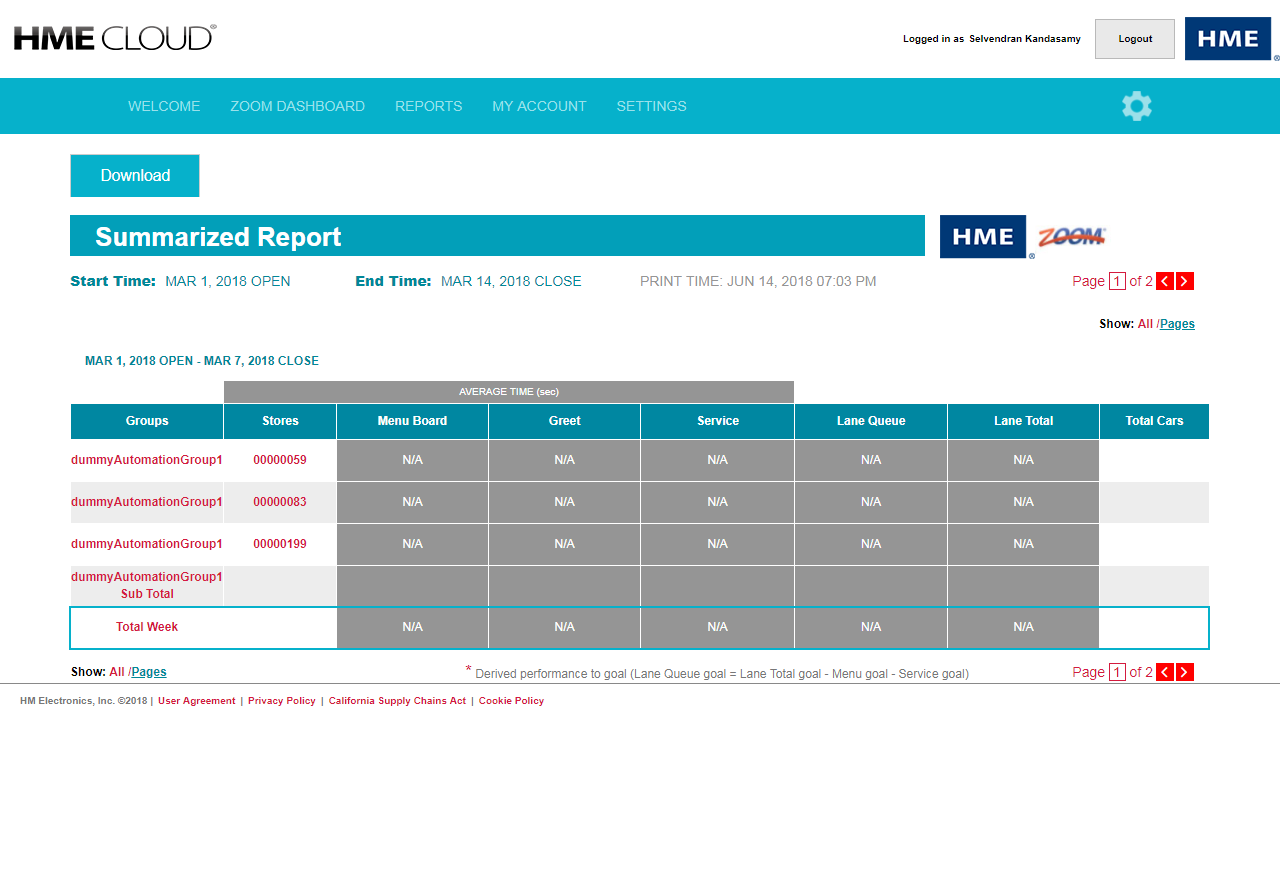 HME CLOUD®
Logged in as Selvendran Kandasamy Logout HME®
WELCOME ZOOM DASHBOARD REPORTS MY ACCOUNT SETTINGS
Download
Summarized Report HME® ZOOM®
Start Time: MAR 1, 2018 OPEN End Time: MAR 14, 2018 CLOSE PRINT TIME: JUN 14, 2018 07:03 PM Page 1 of 2 < >
Show: All /Pages
MAR 1, 2018 OPEN - MAR 7, 2018 CLOSE
AVERAGE TIME (sec)
Groups Stores Menu Board Greet Service Lane Queue Lane Total Total Cars
dummyAutomationGroup1 00000059 N/A N/A N/A N/A N/A
dummyAutomationGroup1 00000083 N/A N/A N/A N/A N/A
dummyAutomationGroup1 00000199 N/A N/A N/A N/A N/A
dummyAutomationGroup1
Sub Total
Total Week N/A N/A N/A N/A N/A
Show: All /Pages * Derived performance to goal (Lane Queue goal = Lane Total goal - Menu goal - Service goal) Page 1 of 2 < >
HM Electronics, Inc. ©2018 | User Agreement | Privacy Policy | California Supply Chains Act | Cookie Policy